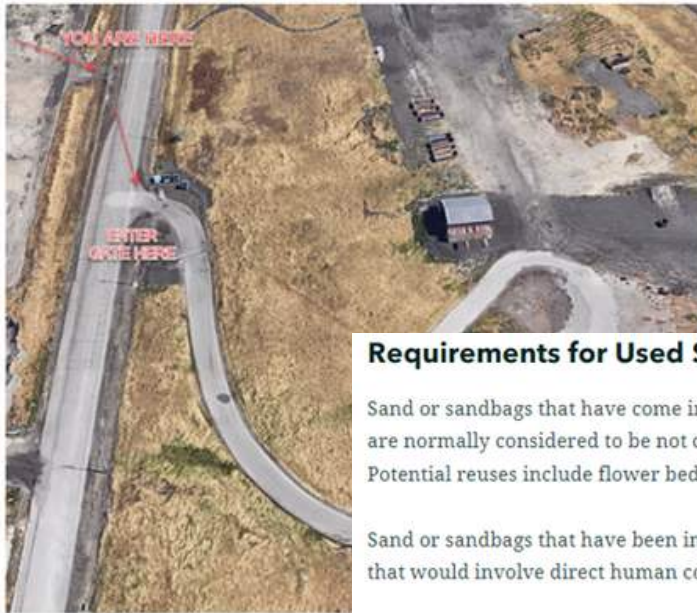 YOU ARE HERE
ENTER
GATE HERE
Requirements for Used
Sand or sandbags that have come
are normally considered to be not
Potential reuses include flower
Sand or sandbags that have been
that would involve direct human